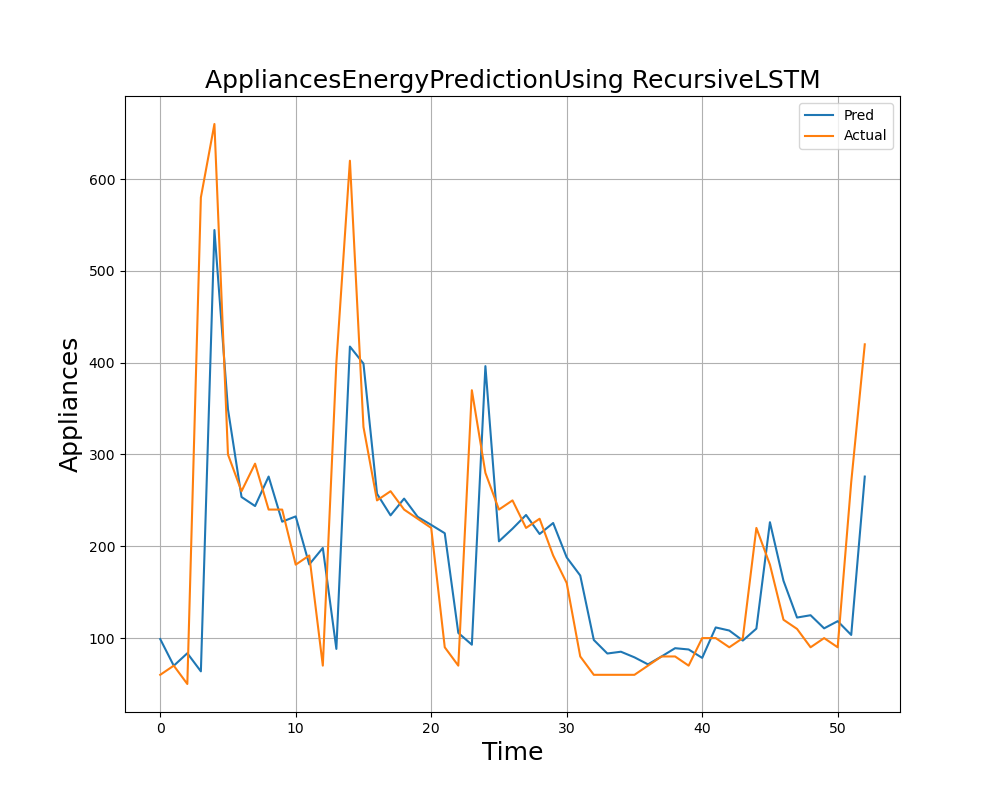 AppliancesEnergyPredictionUsing RecursiveLSTM
Pred
Actual
Appliances
600
500
400
300
200
100
0 10 20 30 40 50
Time